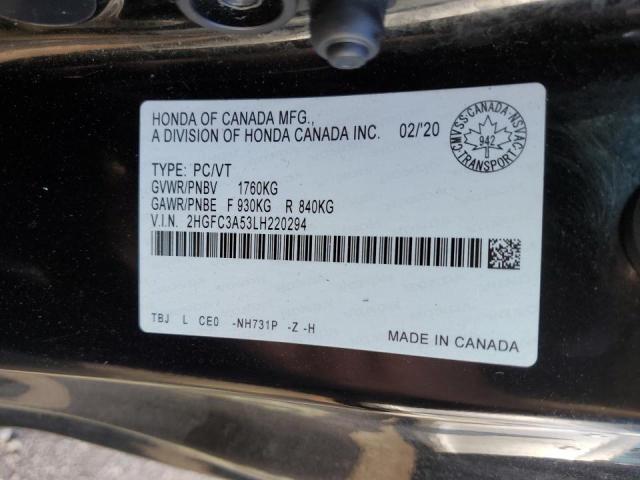 HONDA OF CANADA MFG.,
A DIVISION OF HONDA CANADA INC. 02/'20
CMVSS-CANADA-NSVAC
942
TRANSPORT
TYPE: PC/VT
GVWR/PNBV 1760KG
GAWR/PNBE F 930KG R 840KG
V.I.N. 2HGFC3A53LH220294
TBJ L CE0 -NH731P -Z -H
MADE IN CANADA